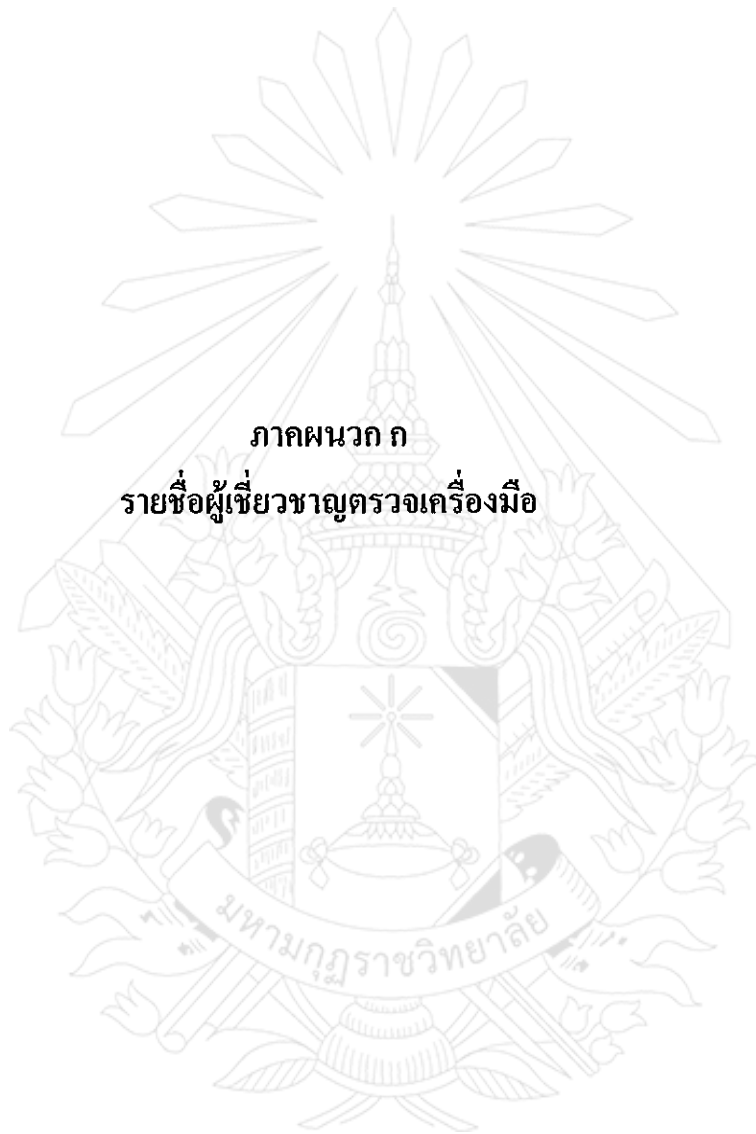 ภาคผนวก ก
รายชื่อผู้เชี่ยวชาญตรวจเครื่องมือ
มหามกุฏราชวิทยาลัย